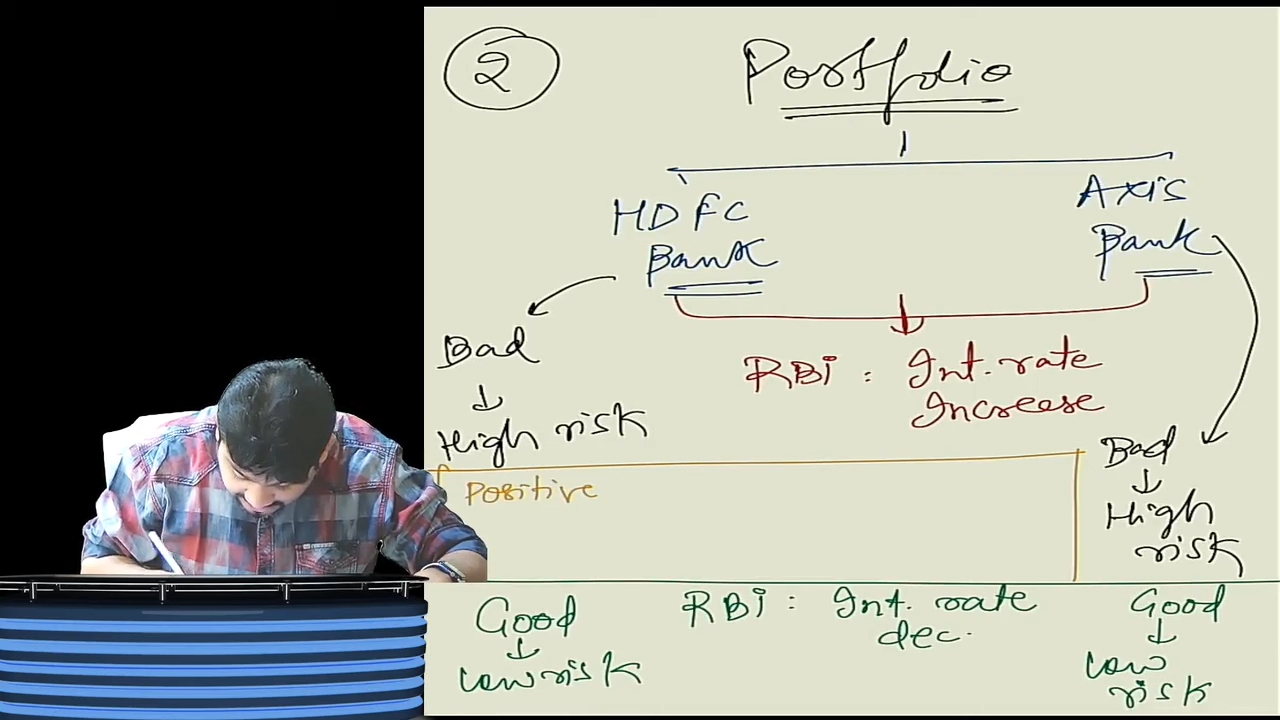 2
Portfolio
HDFC
Bank
Axis
Bank
Bad
↓
High risk
RBI : Int. rate
Increase
Bad
↓
High
risk
Positive
Good
↓
Low risk
RBI : Int. rate
dec.
Good
↓
Low
risk